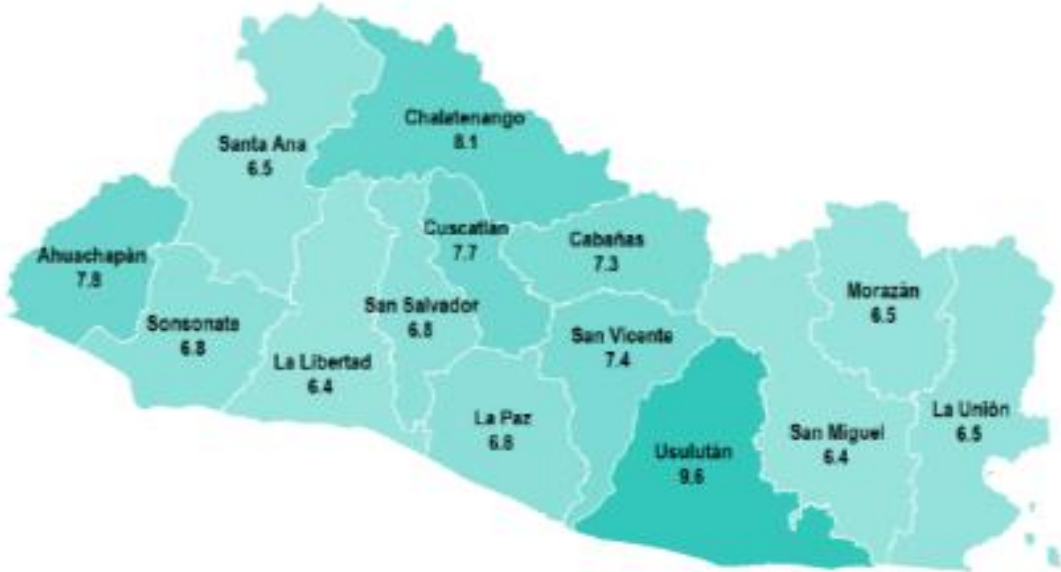 Chalatenango
8.1
Santa Ana
6.5
Cuscatlán
7.7
Cabañas
7.3
Ahuachapán
7.8
Morazán
6.5
San Salvador
6.8
Sonsonate
6.8
San Vicente
7.4
La Libertad
6.4
La Paz
6.8
La Unión
6.5
San Miguel
6.4
Usulután
9.6